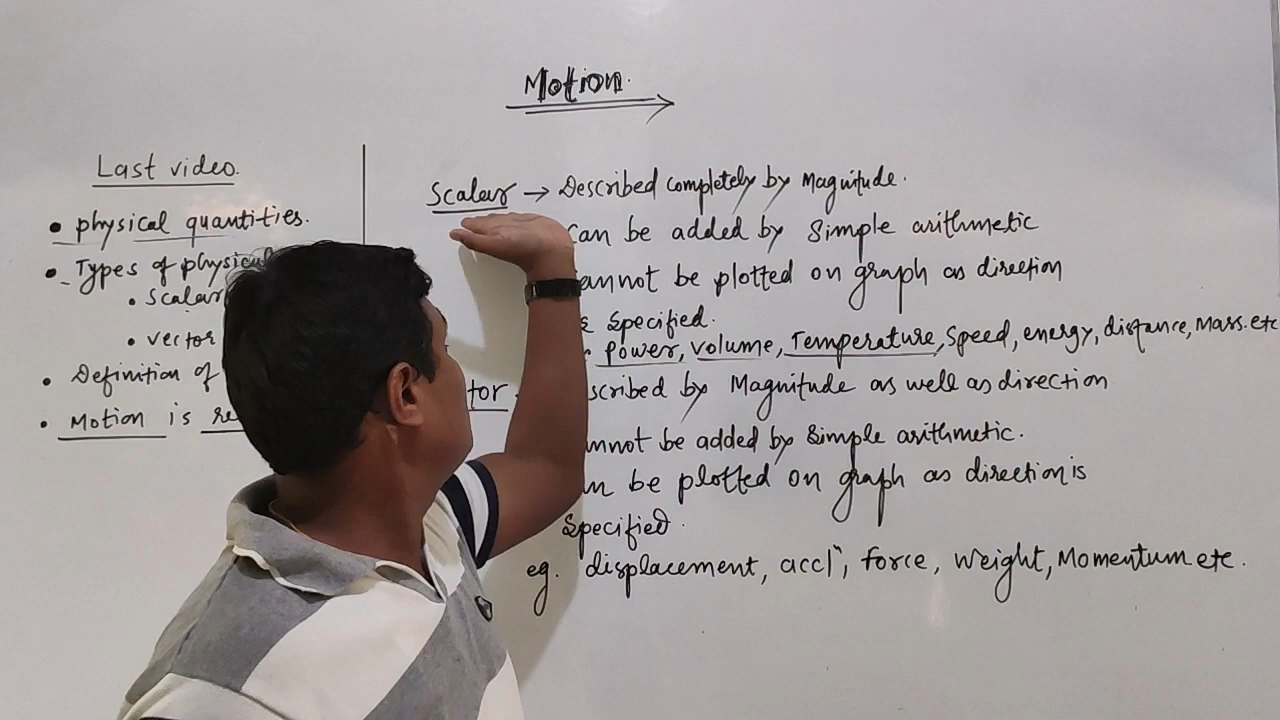 Motion.
Last video.
• physical quantities.
• Types of physical
• Scalar
• vector
• Definition of
• Motion is
Scalar → Described completely by Magnitude.
can be added by Simple arithmetic
annot be plotted on graph as direction
Specified.
Power, volume, Temperature, Speed, energy, distance, Mass. etc
tor scribed by Magnitude as well as direction
nnot be added by Simple arithmetic.
n be plotted on graph as direction is
Specified.
eg. displacement, accln, force, weight, Momentum etc.